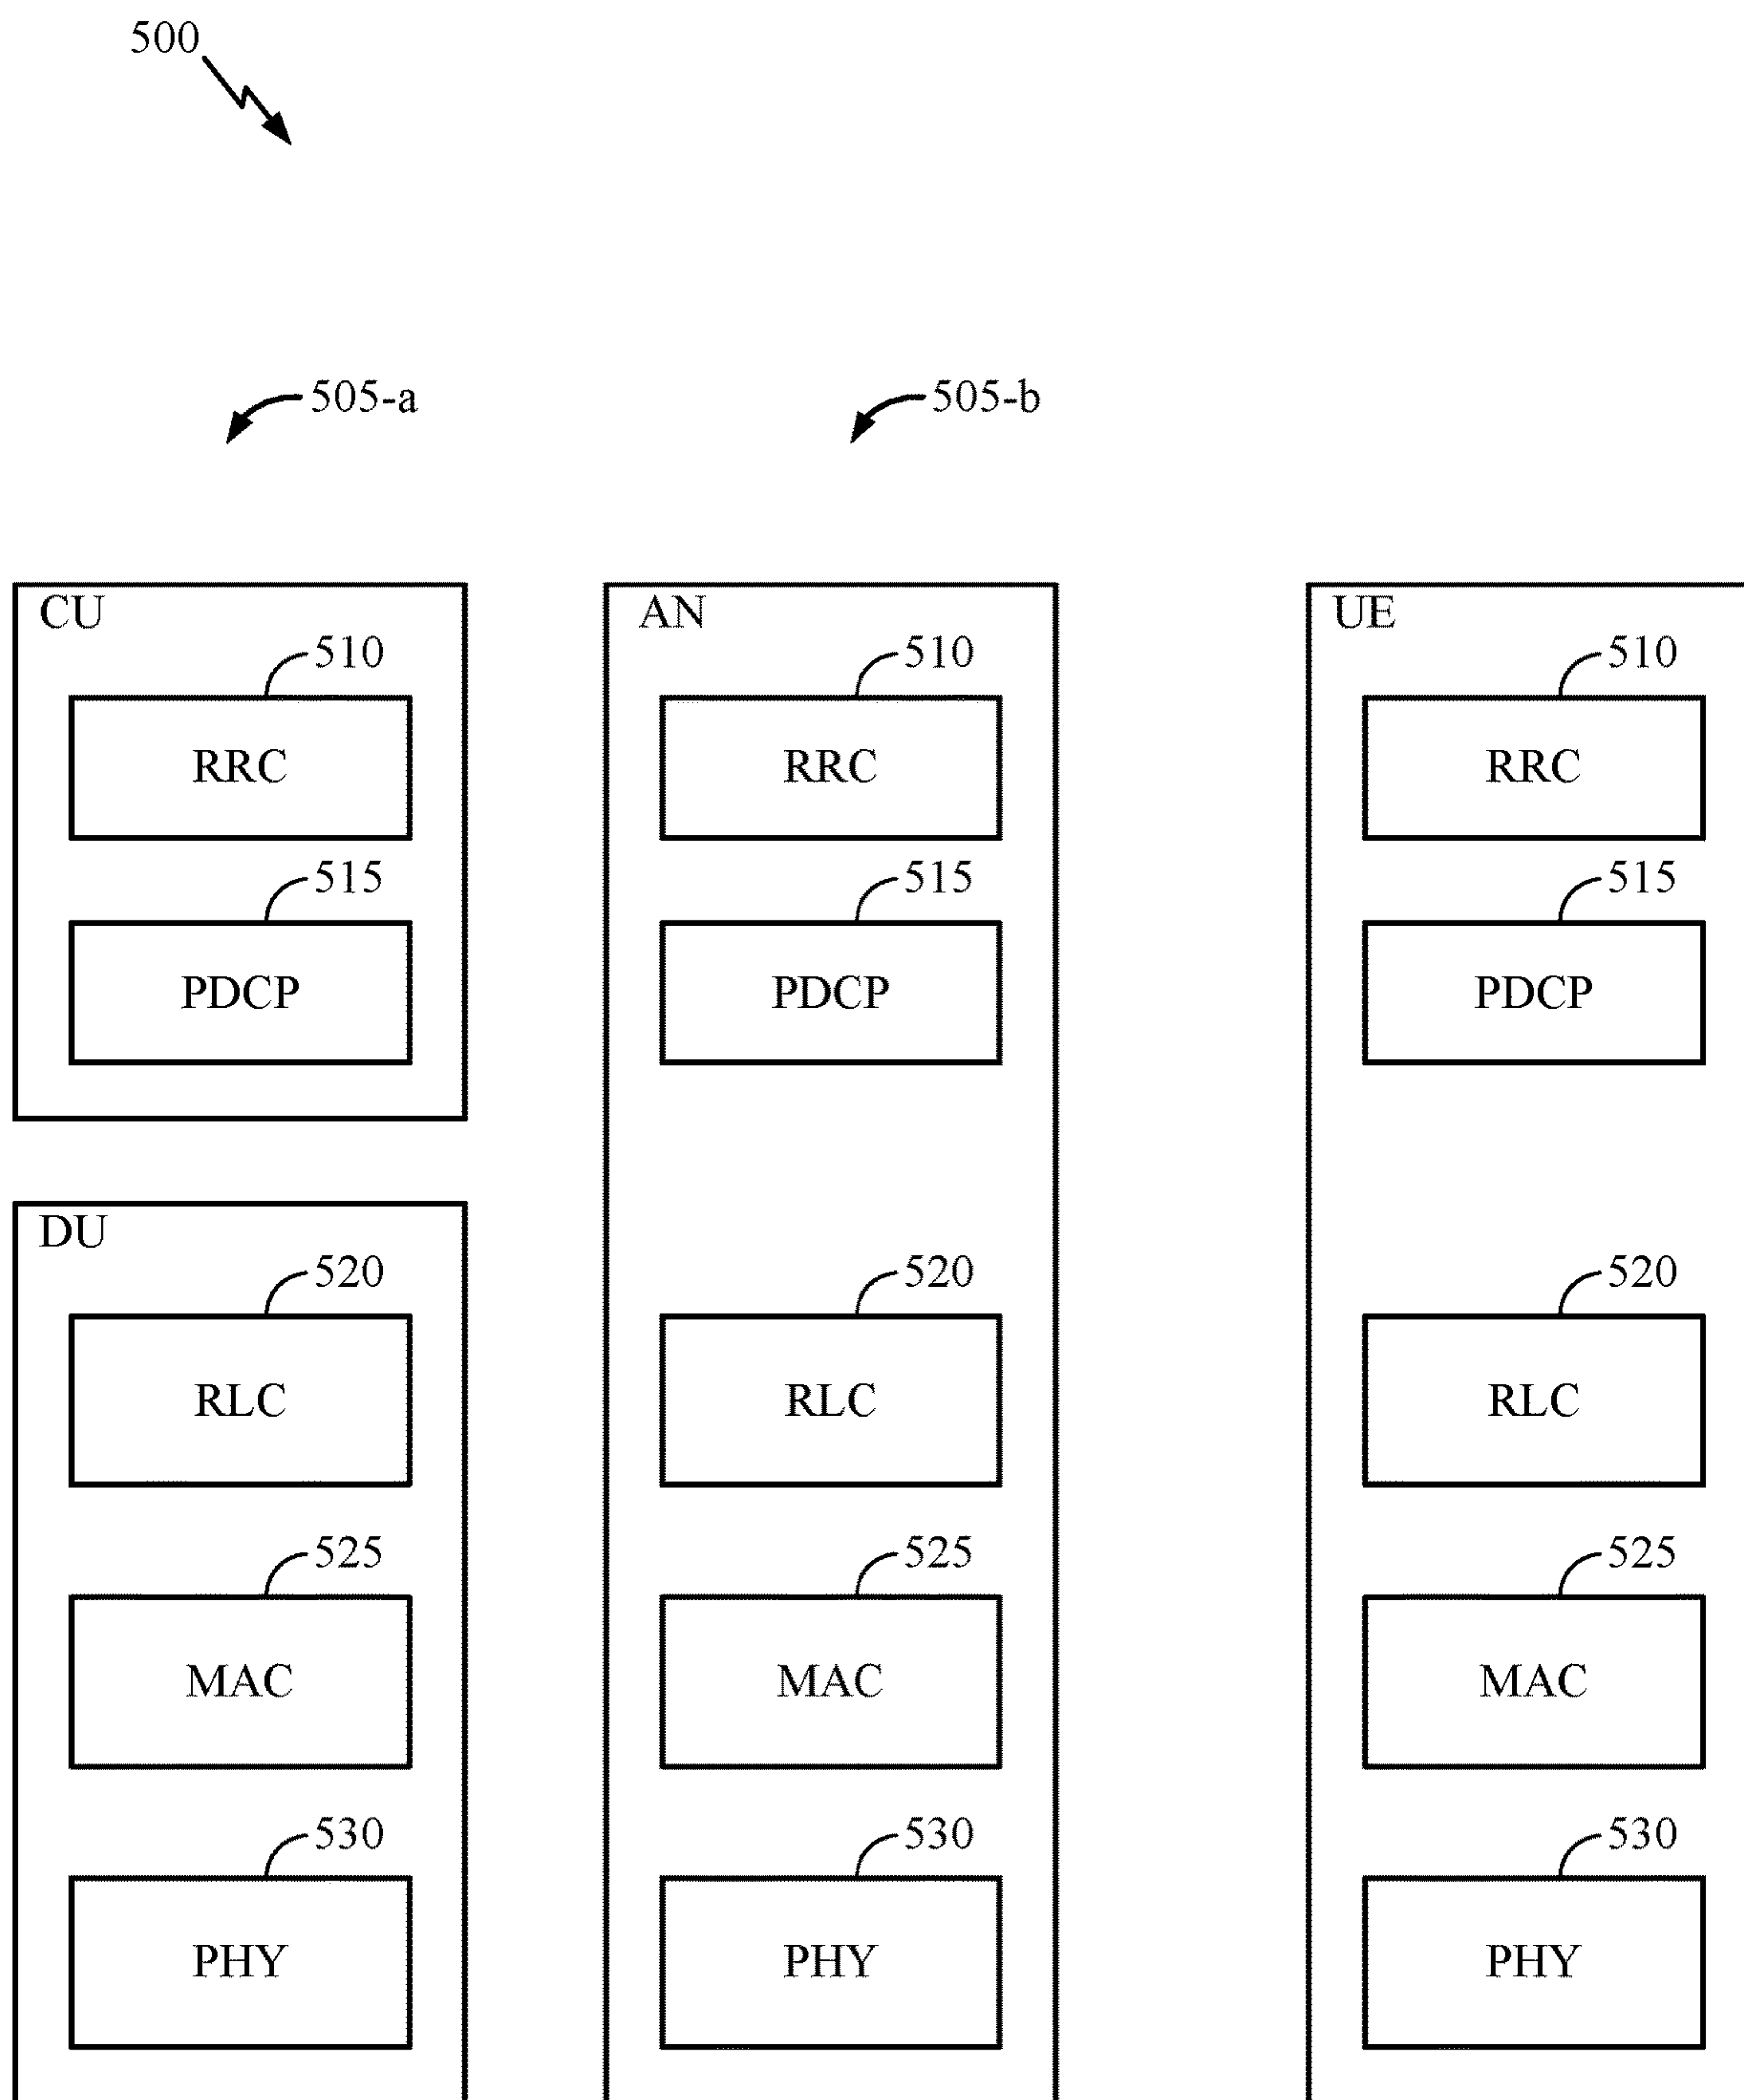 500
505-a 505-b
CU AN UE
510 510 510
RRC RRC RRC
515 515 515
PDCP PDCP PDCP
DU
520 520 520
RLC RLC RLC
525 525 525
MAC MAC MAC
530 530 530
PHY PHY PHY